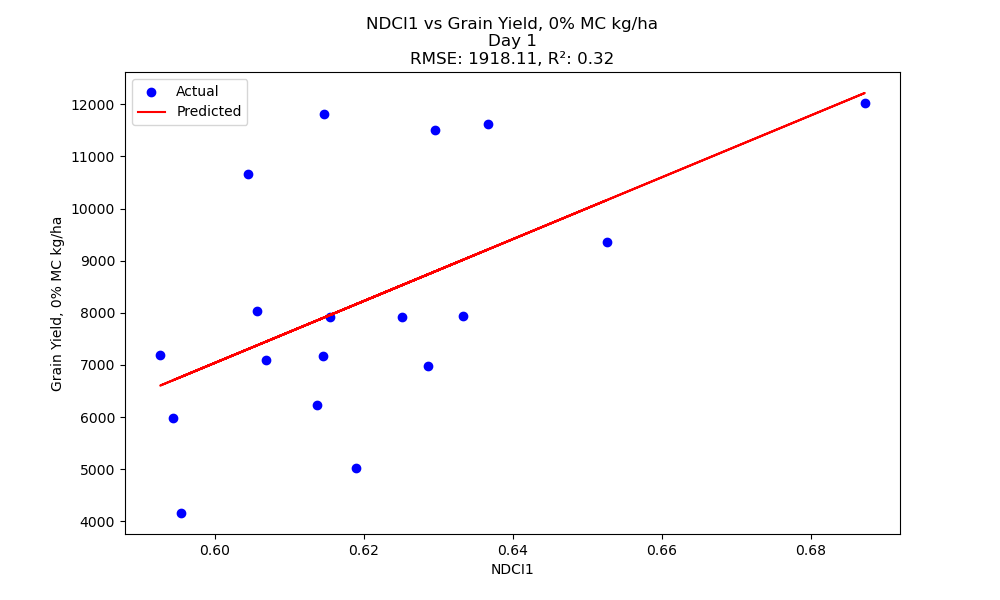 NDCI1 vs Grain Yield, 0% MC kg/ha
Day 1
RMSE: 1918.11, R²: 0.32
Actual
Predicted
12000
11000
10000
9000
8000
7000
6000
5000
4000
Grain Yield, 0% MC kg/ha
0.60 0.62 0.64 0.66 0.68
NDCI1